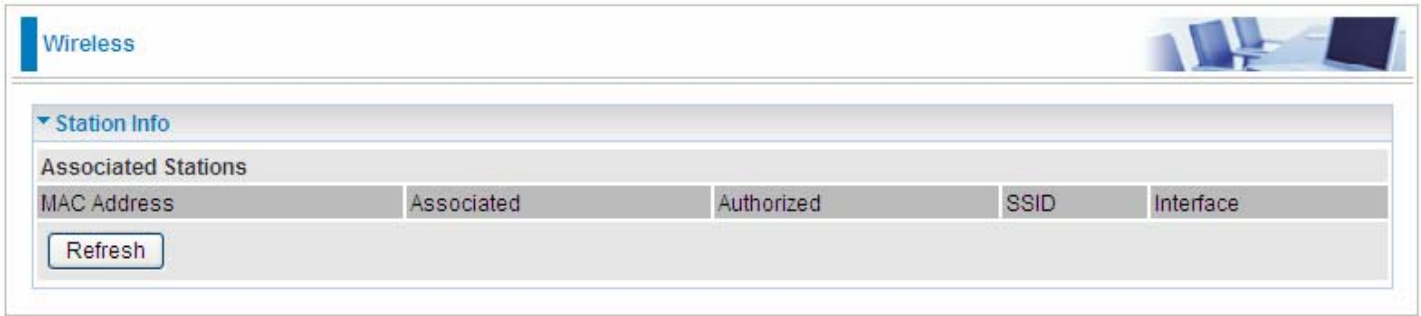 Wireless
Station Info
Associated Stations
MAC Address Associated Authorized SSID Interface
Refresh